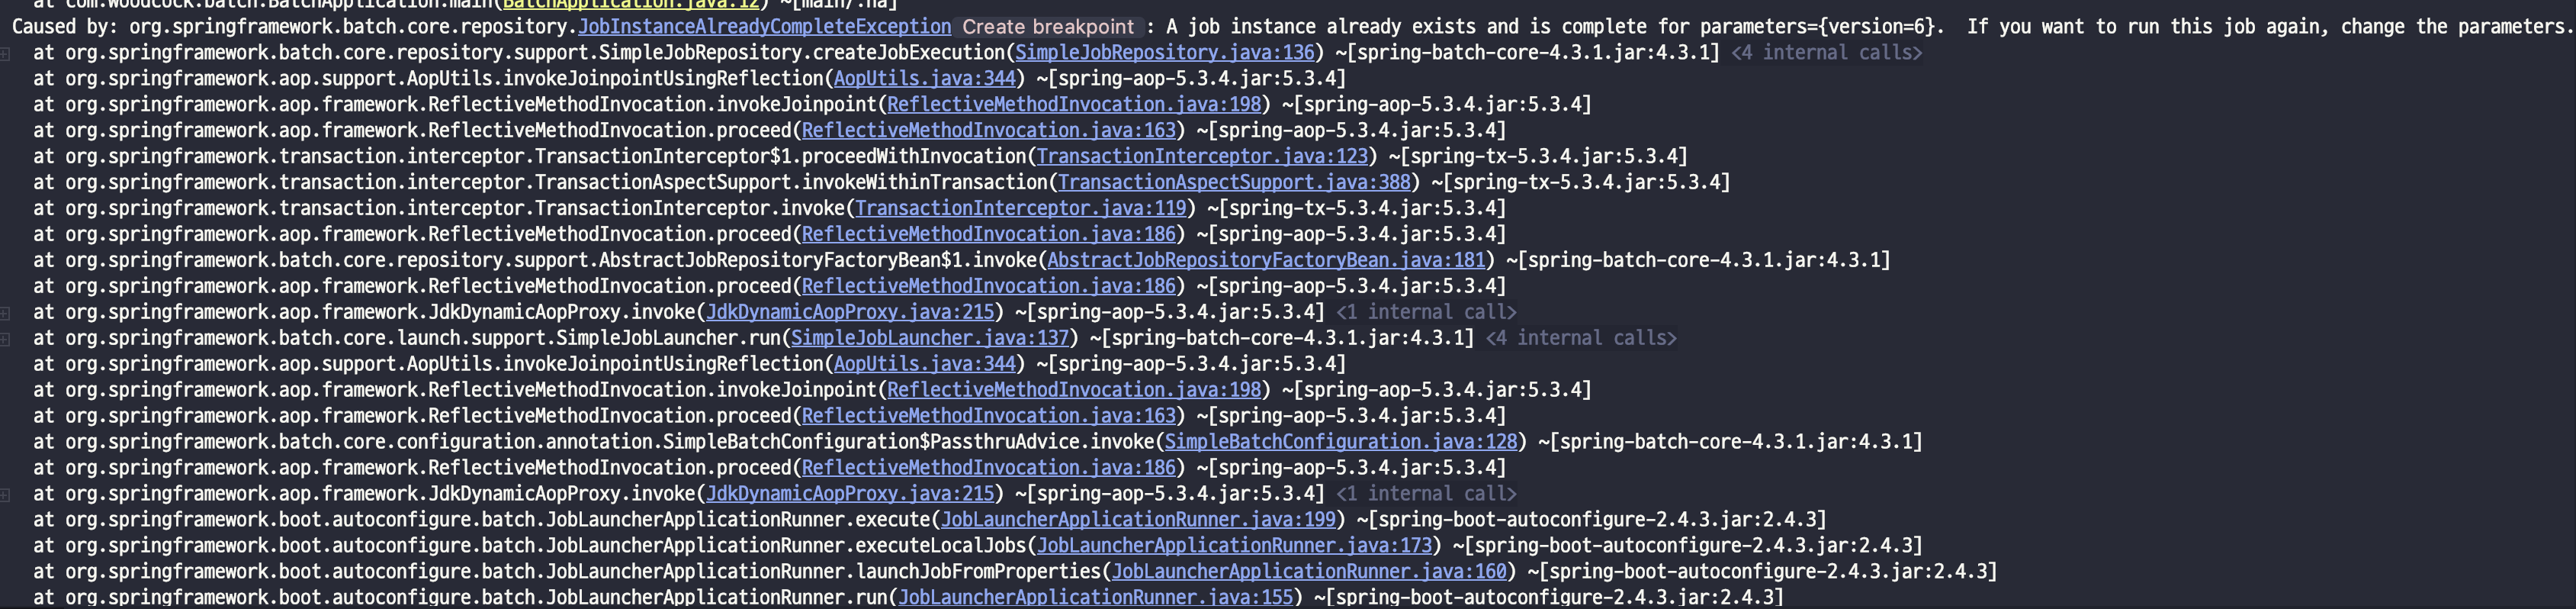 at com.woodcock.batch.BatchApplication.main(BatchApplication.java:12) ~[main/:na]
Caused by: org.springframework.batch.core.repository.JobInstanceAlreadyCompleteException Create breakpoint : A job instance already exists and is complete for parameters={version=6}.  If you want to run this job again, change the parameters.
at org.springframework.batch.core.repository.support.SimpleJobRepository.createJobExecution(SimpleJobRepository.java:136) ~[spring-batch-core-4.3.1.jar:4.3.1] <4 internal calls>
at org.springframework.aop.support.AopUtils.invokeJoinpointUsingReflection(AopUtils.java:344) ~[spring-aop-5.3.4.jar:5.3.4]
at org.springframework.aop.framework.ReflectiveMethodInvocation.invokeJoinpoint(ReflectiveMethodInvocation.java:198) ~[spring-aop-5.3.4.jar:5.3.4]
at org.springframework.aop.framework.ReflectiveMethodInvocation.proceed(ReflectiveMethodInvocation.java:163) ~[spring-aop-5.3.4.jar:5.3.4]
at org.springframework.transaction.interceptor.TransactionInterceptor$1.proceedWithInvocation(TransactionInterceptor.java:123) ~[spring-tx-5.3.4.jar:5.3.4]
at org.springframework.transaction.interceptor.TransactionAspectSupport.invokeWithinTransaction(TransactionAspectSupport.java:388) ~[spring-tx-5.3.4.jar:5.3.4]
at org.springframework.transaction.interceptor.TransactionInterceptor.invoke(TransactionInterceptor.java:119) ~[spring-tx-5.3.4.jar:5.3.4]
at org.springframework.aop.framework.ReflectiveMethodInvocation.proceed(ReflectiveMethodInvocation.java:186) ~[spring-aop-5.3.4.jar:5.3.4]
at org.springframework.batch.core.repository.support.AbstractJobRepositoryFactoryBean$1.invoke(AbstractJobRepositoryFactoryBean.java:181) ~[spring-batch-core-4.3.1.jar:4.3.1]
at org.springframework.aop.framework.ReflectiveMethodInvocation.proceed(ReflectiveMethodInvocation.java:186) ~[spring-aop-5.3.4.jar:5.3.4]
at org.springframework.aop.framework.JdkDynamicAopProxy.invoke(JdkDynamicAopProxy.java:215) ~[spring-aop-5.3.4.jar:5.3.4] <1 internal call>
at org.springframework.batch.core.launch.support.SimpleJobLauncher.run(SimpleJobLauncher.java:137) ~[spring-batch-core-4.3.1.jar:4.3.1] <4 internal calls>
at org.springframework.aop.support.AopUtils.invokeJoinpointUsingReflection(AopUtils.java:344) ~[spring-aop-5.3.4.jar:5.3.4]
at org.springframework.aop.framework.ReflectiveMethodInvocation.invokeJoinpoint(ReflectiveMethodInvocation.java:198) ~[spring-aop-5.3.4.jar:5.3.4]
at org.springframework.aop.framework.ReflectiveMethodInvocation.proceed(ReflectiveMethodInvocation.java:163) ~[spring-aop-5.3.4.jar:5.3.4]
at org.springframework.batch.core.configuration.annotation.SimpleBatchConfiguration$PassthruAdvice.invoke(SimpleBatchConfiguration.java:128) ~[spring-batch-core-4.3.1.jar:4.3.1]
at org.springframework.aop.framework.ReflectiveMethodInvocation.proceed(ReflectiveMethodInvocation.java:186) ~[spring-aop-5.3.4.jar:5.3.4]
at org.springframework.aop.framework.JdkDynamicAopProxy.invoke(JdkDynamicAopProxy.java:215) ~[spring-aop-5.3.4.jar:5.3.4] <1 internal call>
at org.springframework.boot.autoconfigure.batch.JobLauncherApplicationRunner.execute(JobLauncherApplicationRunner.java:199) ~[spring-boot-autoconfigure-2.4.3.jar:2.4.3]
at org.springframework.boot.autoconfigure.batch.JobLauncherApplicationRunner.executeLocalJobs(JobLauncherApplicationRunner.java:173) ~[spring-boot-autoconfigure-2.4.3.jar:2.4.3]
at org.springframework.boot.autoconfigure.batch.JobLauncherApplicationRunner.launchJobFromProperties(JobLauncherApplicationRunner.java:160) ~[spring-boot-autoconfigure-2.4.3.jar:2.4.3]
at org.springframework.boot.autoconfigure.batch.JobLauncherApplicationRunner.run(JobLauncherApplicationRunner.java:155) ~[spring-boot-autoconfigure-2.4.3.jar:2.4.3]